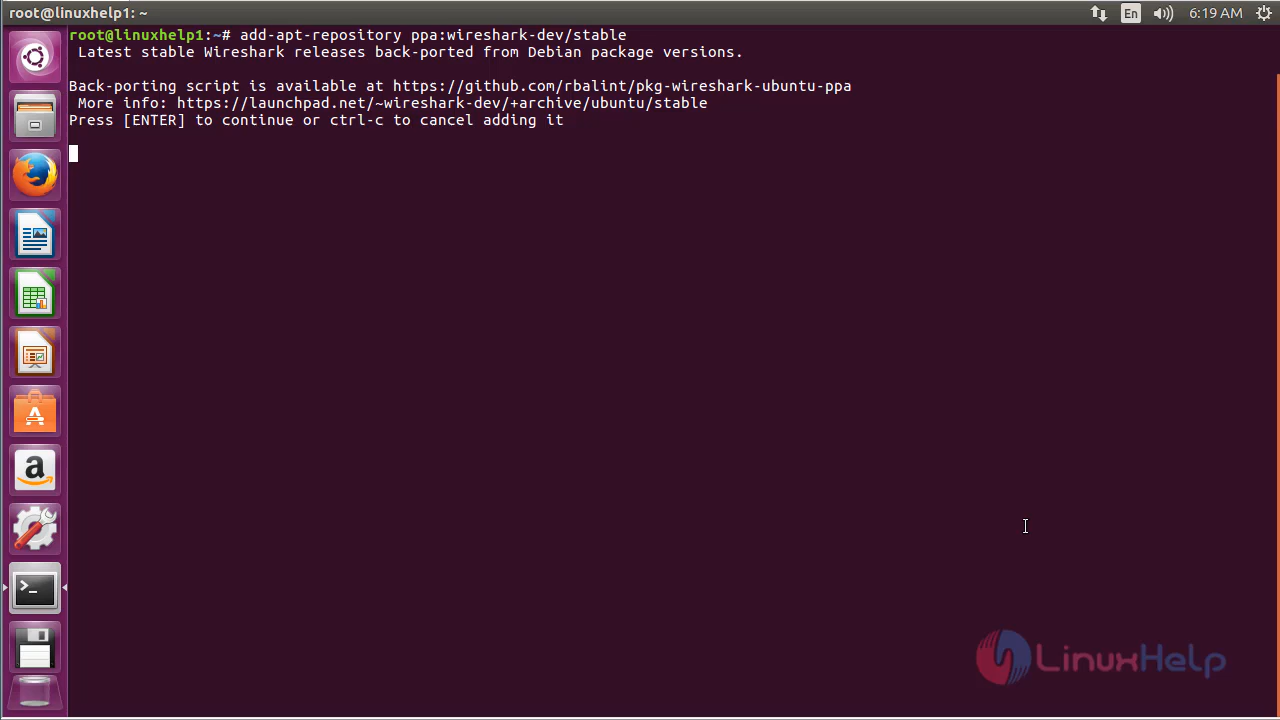 root@linuxhelp1: ~
En
6:19 AM
root@linuxhelp1:~# add-apt-repository ppa:wireshark-dev/stable
Latest stable Wireshark releases back-ported from Debian package versions.
Back-porting script is available at https://github.com/rbalint/pkg-wireshark-ubuntu-ppa
More info: https://launchpad.net/~wireshark-dev/+archive/ubuntu/stable
Press [ENTER] to continue or ctrl-c to cancel adding it
LinuxHelp